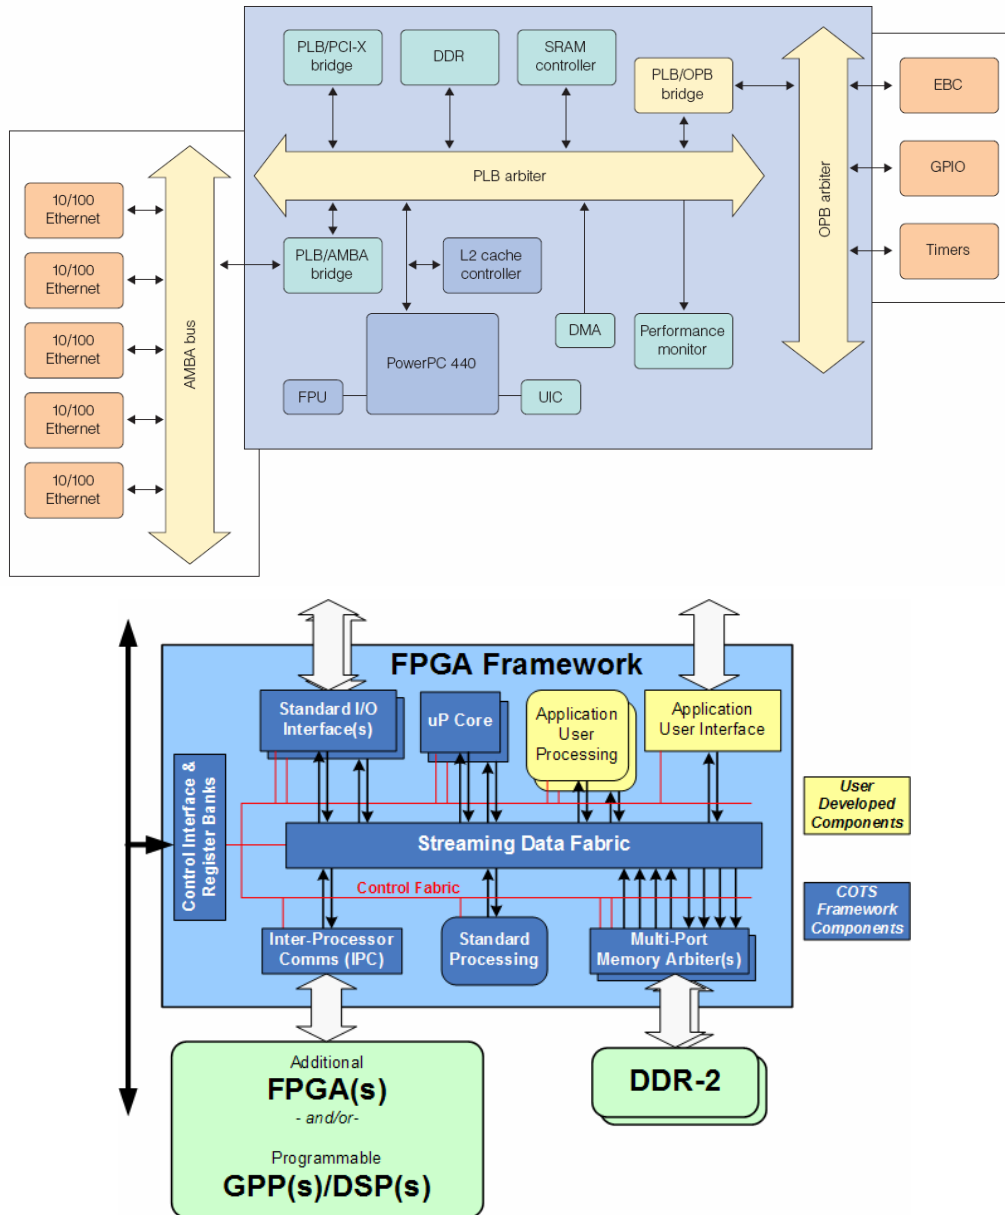 PLB/PCI-X
bridge
DDR
SRAM
controller
PLB/OPB
bridge
EBC
GPIO
Timers
OPB arbiter
PLB arbiter
10/100
Ethernet
10/100
Ethernet
10/100
Ethernet
10/100
Ethernet
10/100
Ethernet
AMBA bus
PLB/AMBA
bridge
L2 cache
controller
DMA
Performance
monitor
PowerPC 440
FPU
UIC
FPGA Framework
Standard I/O
Interface(s)
uP Core
Application
User
Processing
Application
User Interface
Control Interface &
Register Banks
Streaming Data Fabric
Control Fabric
Inter-Processor
Comms (IPC)
Standard
Processing
Multi-Port
Memory Arbiter(s)
User
Developed
Components
COTS
Framework
Components
Additional
FPGA(s)
- and/or-
Programmable
GPP(s)/DSP(s)
DDR-2